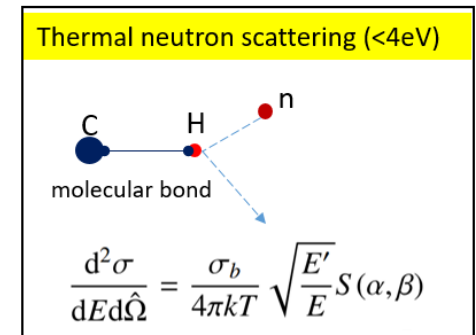 Thermal neutron scattering (<4eV)
n
C H
molecular bond
d²σ/dEdΩ̂ = σ_b/4πkT √(E′/E) S(α,β)